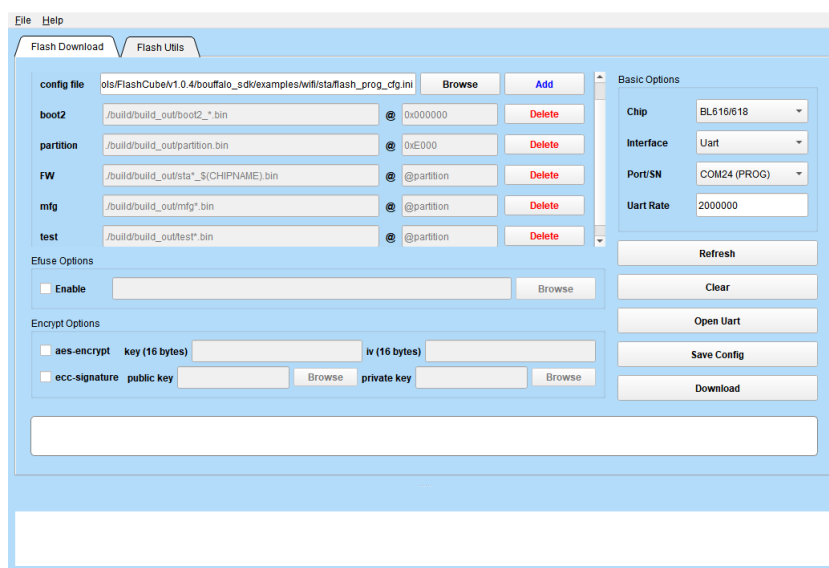 File Help
Flash Download Flash Utils
config file ols/FlashCube/v1.0.4/bouffalo_sdk/examples/wifi/sta/flash_prog_cfg.ini Browse Add
boot2 ./build/build_out/boot2_*.bin @ 0x000000 Delete
partition ./build/build_out/partition.bin @ 0xE000 Delete
FW ./build/build_out/sta*_$(CHIPNAME).bin @ @partition Delete
mfg ./build/build_out/mfg*.bin @ @partition Delete
test ./build/build_out/test*.bin @ @partition Delete
Efuse Options
Enable Browse
Encrypt Options
aes-encrypt key (16 bytes) iv (16 bytes)
ecc-signature public key Browse private key Browse
Basic Options
Chip BL616/618
Interface Uart
Port/SN COM24 (PROG)
Uart Rate 2000000
Refresh
Clear
Open Uart
Save Config
Download